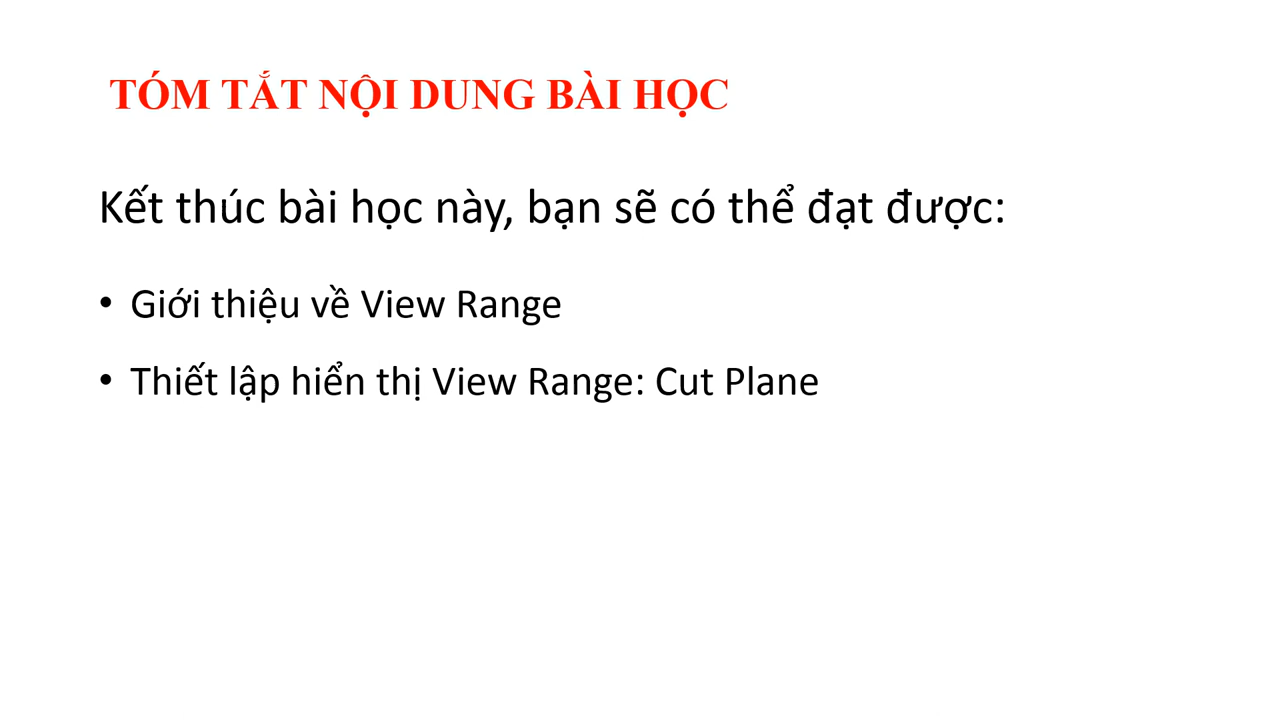 TÓM TẮT NỘI DUNG BÀI HỌC
Kết thúc bài học này, bạn sẽ có thể đạt được:
• Giới thiệu về View Range
• Thiết lập hiển thị View Range: Cut Plane